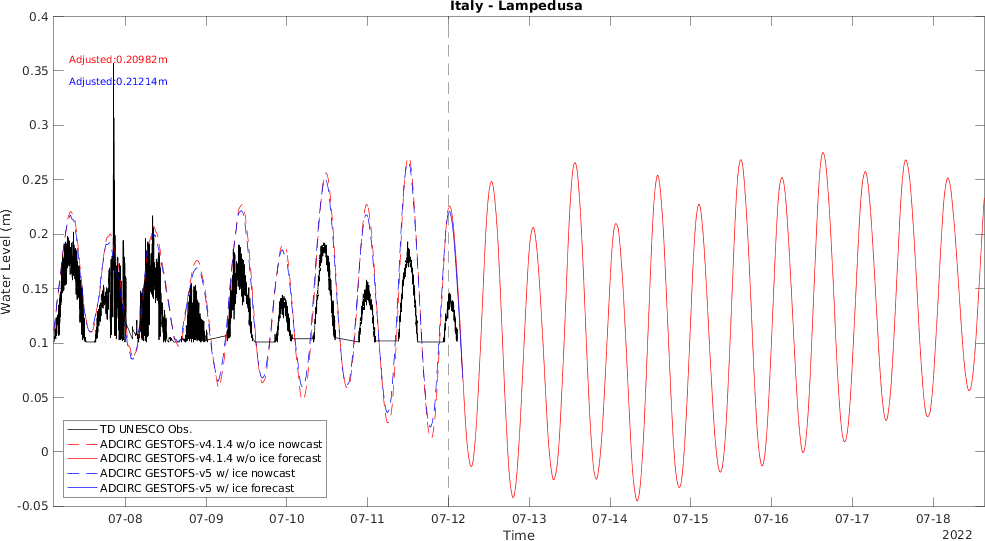 Italy - Lampedusa
0.4
0.35
0.3
0.25
0.2
0.15
0.1
0.05
0
-0.05
Water Level (m)
Adjusted:0.20982m
Adjusted:0.21214m
TD UNESCO Obs.
ADCIRC GESTOFS-v4.1.4 w/o ice nowcast
ADCIRC GESTOFS-v4.1.4 w/o ice forecast
ADCIRC GESTOFS-v5 w/ ice nowcast
ADCIRC GESTOFS-v5 w/ ice forecast
07-08 07-09 07-10 07-11 07-12 07-13 07-14 07-15 07-16 07-17 07-18
Time
2022